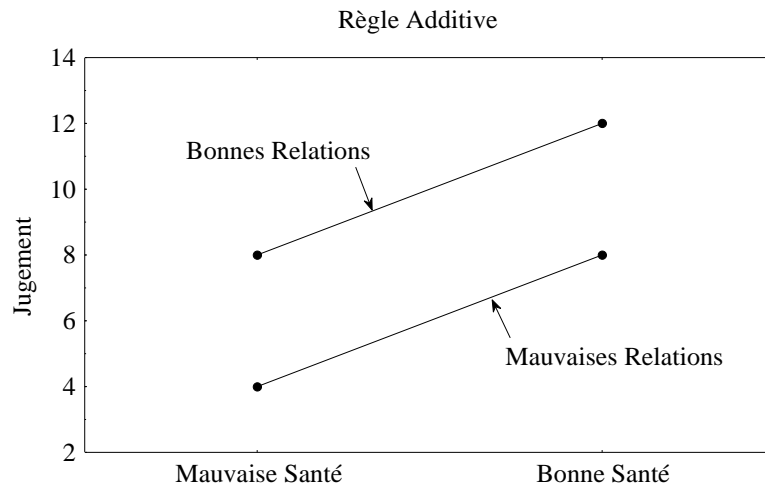 Règle Additive
14
12
10
8
6
4
2
Jugement
Bonnes Relations
Mauvaises Relations
Mauvaise Santé
Bonne Santé